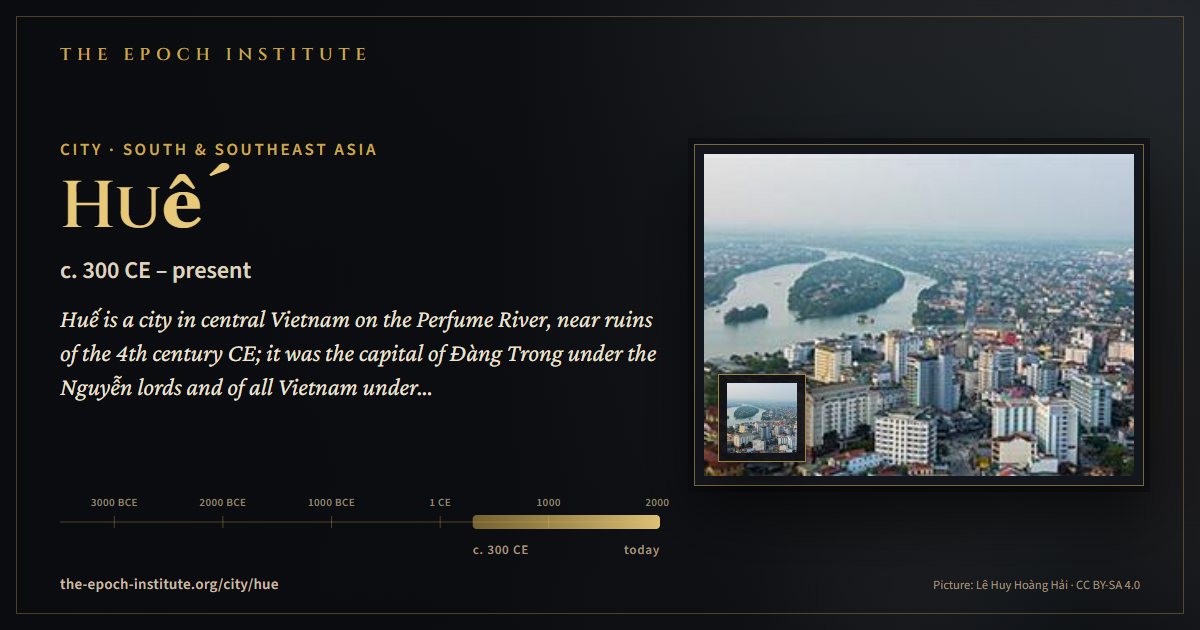 THE EPOCH INSTITUTE
CITY · SOUTH & SOUTHEAST ASIA
Huế
c. 300 CE – present
Huế is a city in central Vietnam on the Perfume River, near ruins
of the 4th century CE; it was the capital of Đàng Trong under the
Nguyễn lords and of all Vietnam under...
3000 BCE 2000 BCE 1000 BCE 1 CE 1000 2000
c. 300 CE today
the-epoch-institute.org/city/hue
Picture: Lê Huy Hoàng Hải · CC BY-SA 4.0